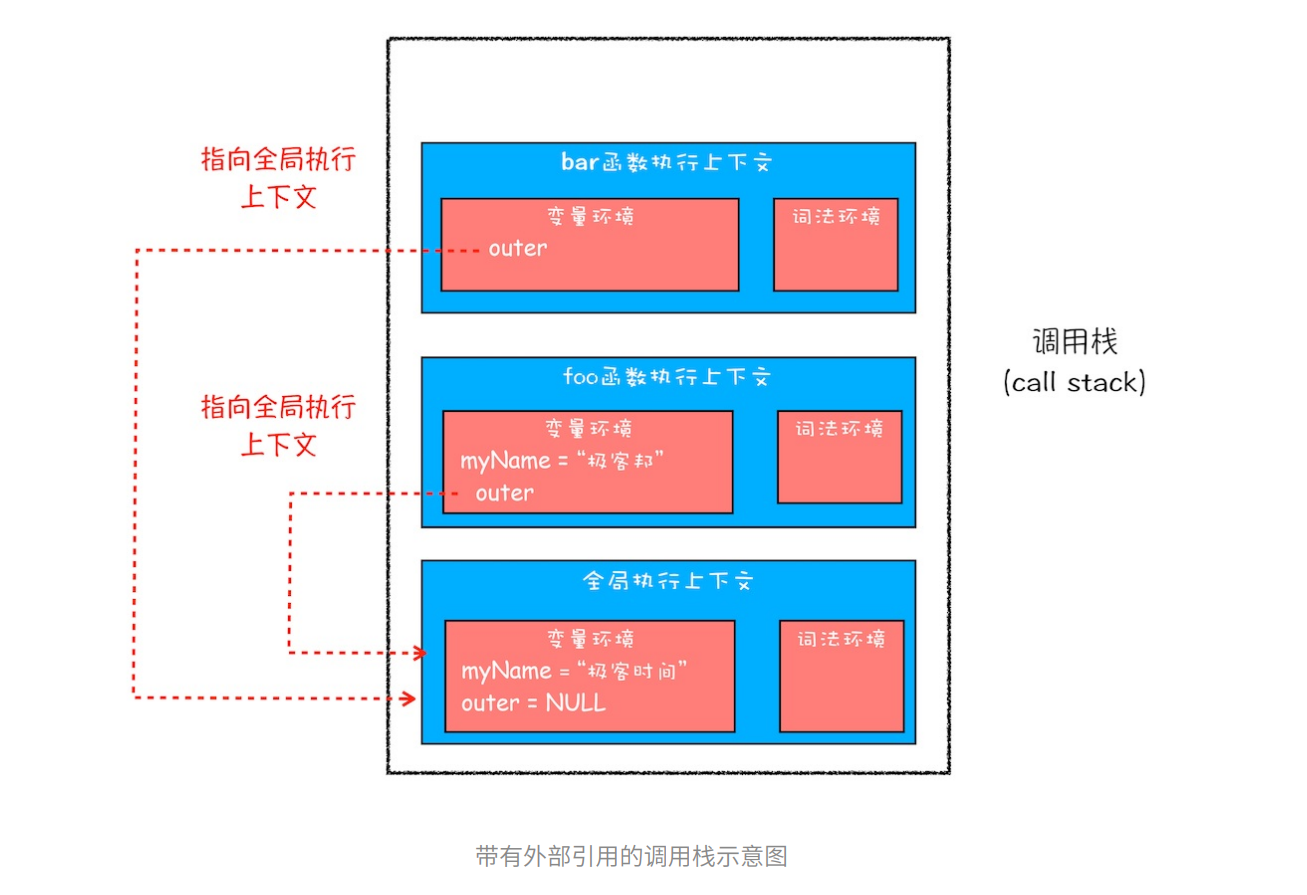 bar函数执行上下文
指向全局执行
上下文
变量环境
词法环境
outer
调用栈
(call stack)
foo函数执行上下文
指向全局执行
上下文
变量环境
词法环境
myName = “极客邦”
outer
全局执行上下文
变量环境
词法环境
myName = “极客时间”
outer = NULL
带有外部引用的调用栈示意图